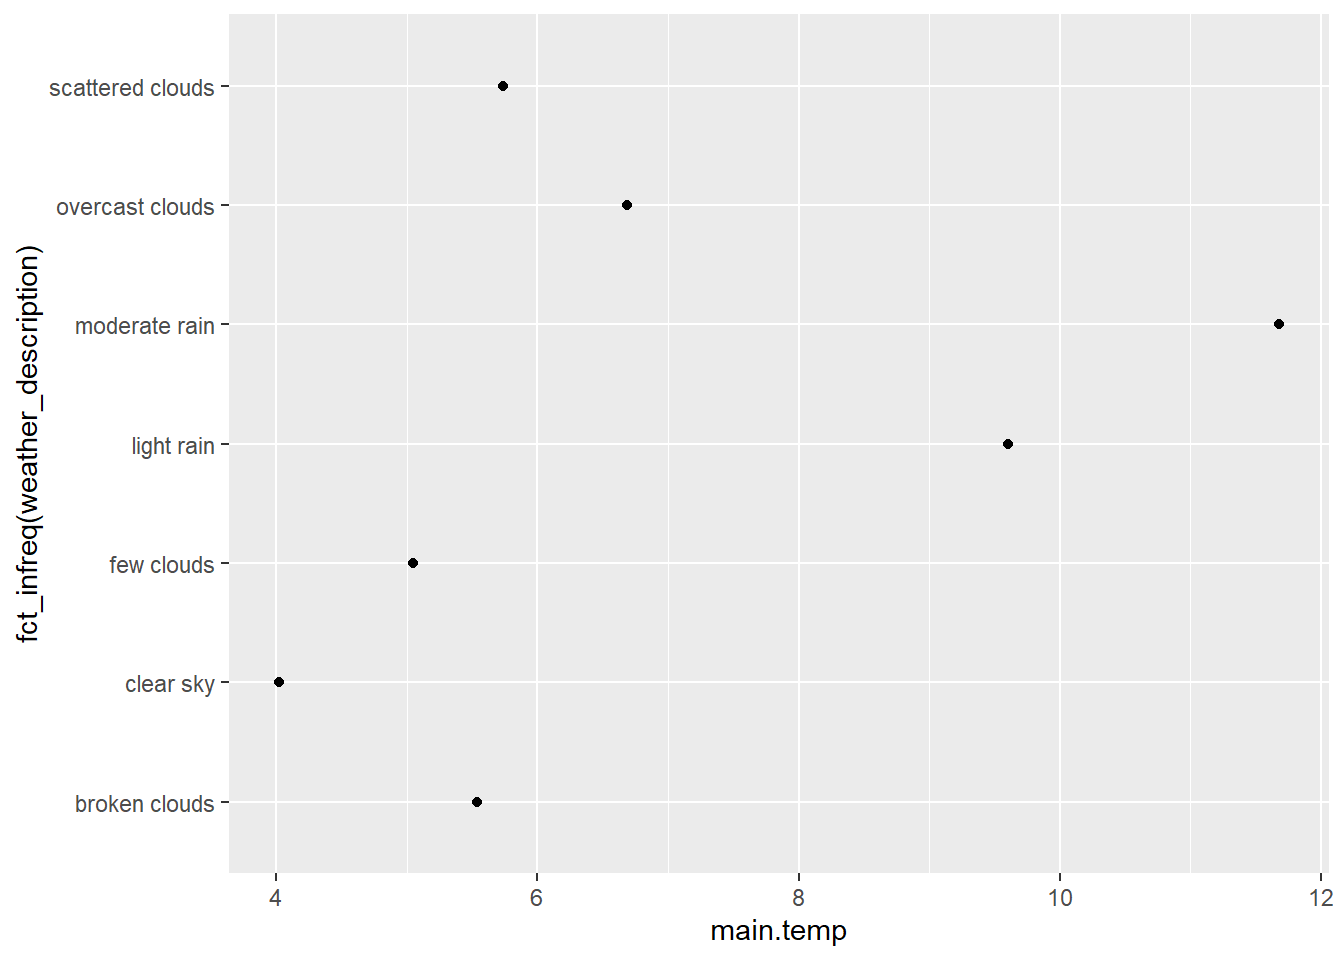 fct_infreq(weather_description)
scattered clouds
overcast clouds
moderate rain
light rain
few clouds
clear sky
broken clouds
4 6 8 10 12
main.temp